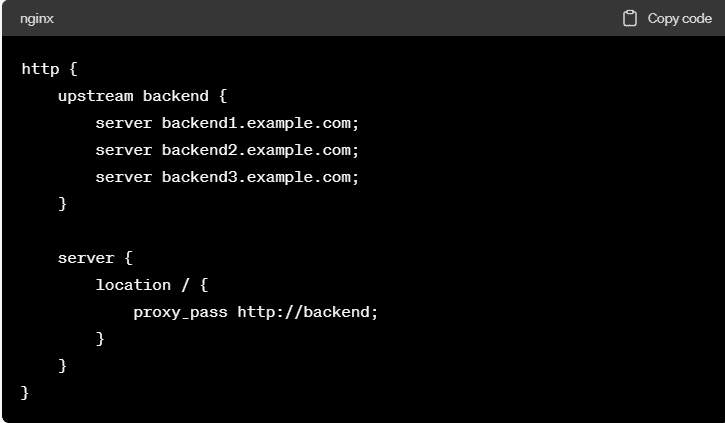 nginx
Copy code
http {
    upstream backend {
        server backend1.example.com;
        server backend2.example.com;
        server backend3.example.com;
    }

    server {
        location / {
            proxy_pass http://backend;
        }
    }
}